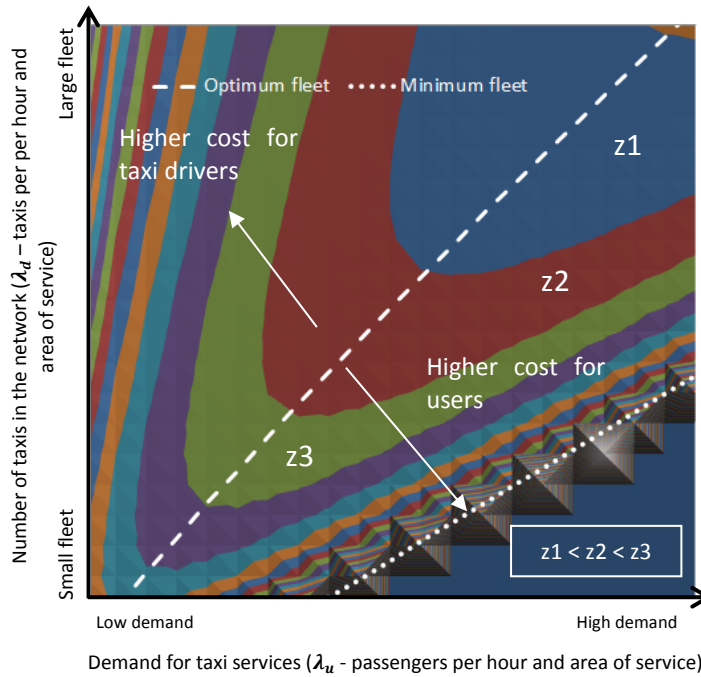 Number of taxis in the network (λd – taxis per per hour and
area of service)
Large fleet
Small fleet
Optimum fleet
Minimum fleet
Higher cost for
taxi drivers
z1
z2
Higher cost for
users
z3
z1 < z2 < z3
Low demand
High demand
Demand for taxi services (λu - passengers per hour and area of service)